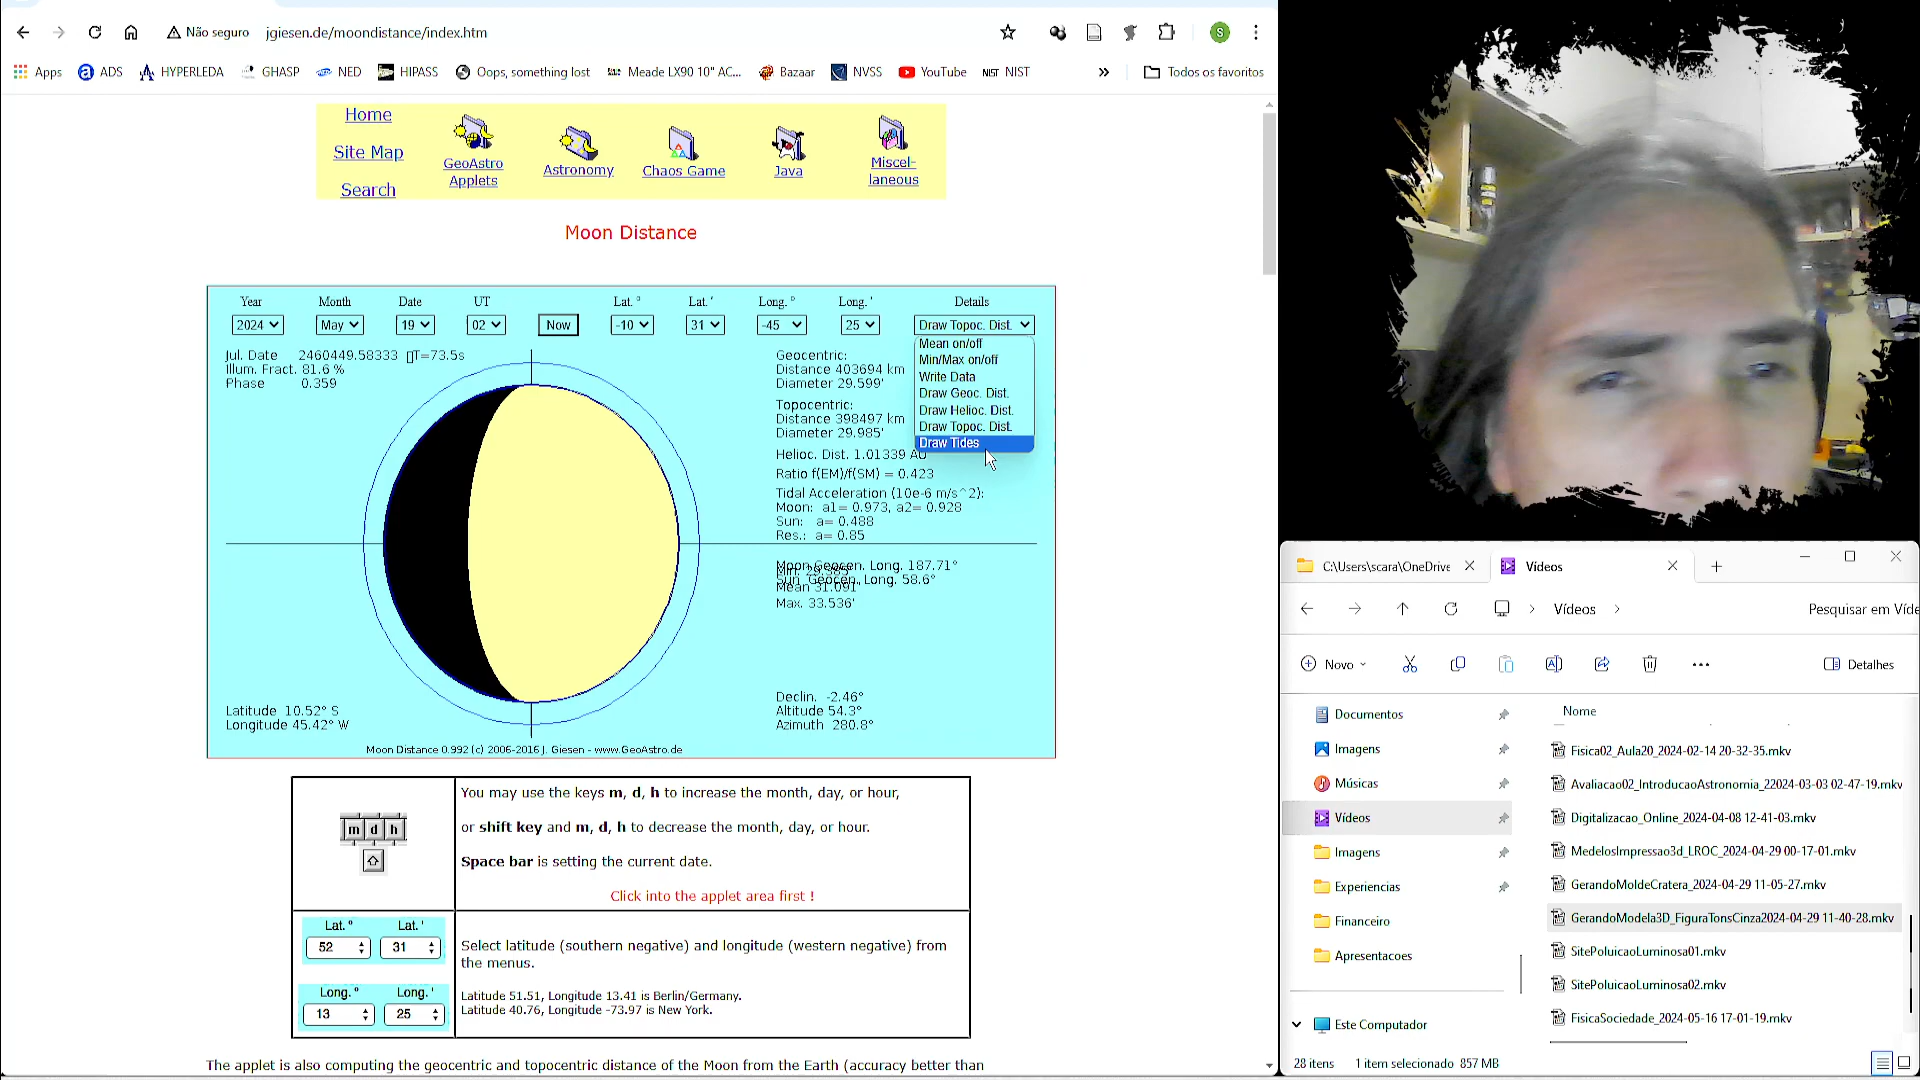 Não seguro
jgiesen.de/moondistance/index.htm
S
Apps
ADS
HYPERLEDA
GHASP
NED
HIPASS
Oops, something lost
Meade LX90 10" AC...
Bazaar
NVSS
YouTube
NIST NIST
Todos os favoritos
Home
Site Map
Search
GeoAstro
Applets
Astronomy
Chaos Game
Java
Miscel-
laneous
Moon Distance
Year Month Date UT Lat. º Lat. ' Long. º Long. ' Details
2024 May 19 02 Now -10 31 -45 25 Draw Topoc. Dist.
Mean on/off
Min/Max on/off
Write Data
Draw Geoc. Dist.
Draw Helioc. Dist.
Draw Topoc. Dist.
Draw Tides
Jul. Date 2460449.58333 T=73.5s
Illum. Fract. 81.6 %
Phase 0.359
Geocentric:
Distance 403694 km
Diameter 29.599'
Topocentric:
Distance 398497 km
Diameter 29.985'
Helioc. Dist. 1.01339 AU
Ratio f(EM)/f(SM) = 0.423
Tidal Acceleration (10e-6 m/s^2):
Moon: a1= 0.973, a2= 0.928
Sun: a= 0.488
Res.: a= 0.85
Moon Geocen. Long. 187.71°
Sun Geocen. Long. 58.6°
Mean 31.091'
Max. 33.536'
Declin. -2.46°
Altitude 54.3°
Azimuth 280.8°
Latitude 10.52° S
Longitude 45.42° W
Moon Distance 0.992 (c) 2006-2016 J. Giesen - www.GeoAstro.de
m d h
You may use the keys m, d, h to increase the month, day, or hour,
or shift key and m, d, h to decrease the month, day, or hour.
Space bar is setting the current date.
Click into the applet area first !
Lat. º Lat. '
52 31
Long. º Long. '
13 25
Select latitude (southern negative) and longitude (western negative) from
the menus.
Latitude 51.51, Longitude 13.41 is Berlin/Germany.
Latitude 40.76, Longitude -73.97 is New York.
The applet is also computing the geocentric and topocentric distance of the Moon from the Earth (accuracy better than
C:\Users\scara\OneDrive
Vídeos
Vídeos
Pesquisar em Víde
Novo
Detalhes
Documentos
Imagens
Músicas
Vídeos
Imagens
Experiencias
Financeiro
Apresentacoes
Este Computador
Nome
Fisica02_Aula20_2024-02-14 20-32-35.mkv
Avaliacao02_IntroducaoAstronomia_22024-03-03 02-47-19.mkv
Digitalizacao_Online_2024-04-08 12-41-03.mkv
MedelosImpressao3d_LROC_2024-04-29 00-17-01.mkv
GerandoMoldeCratera_2024-04-29 11-05-27.mkv
GerandoModela3D_FiguraTonsCinza2024-04-29 11-40-28.mkv
SitePoluicaoLuminosa01.mkv
SitePoluicaoLuminosa02.mkv
FisicaSociedade_2024-05-16 17-01-19.mkv
28 itens 1 item selecionado 857 MB